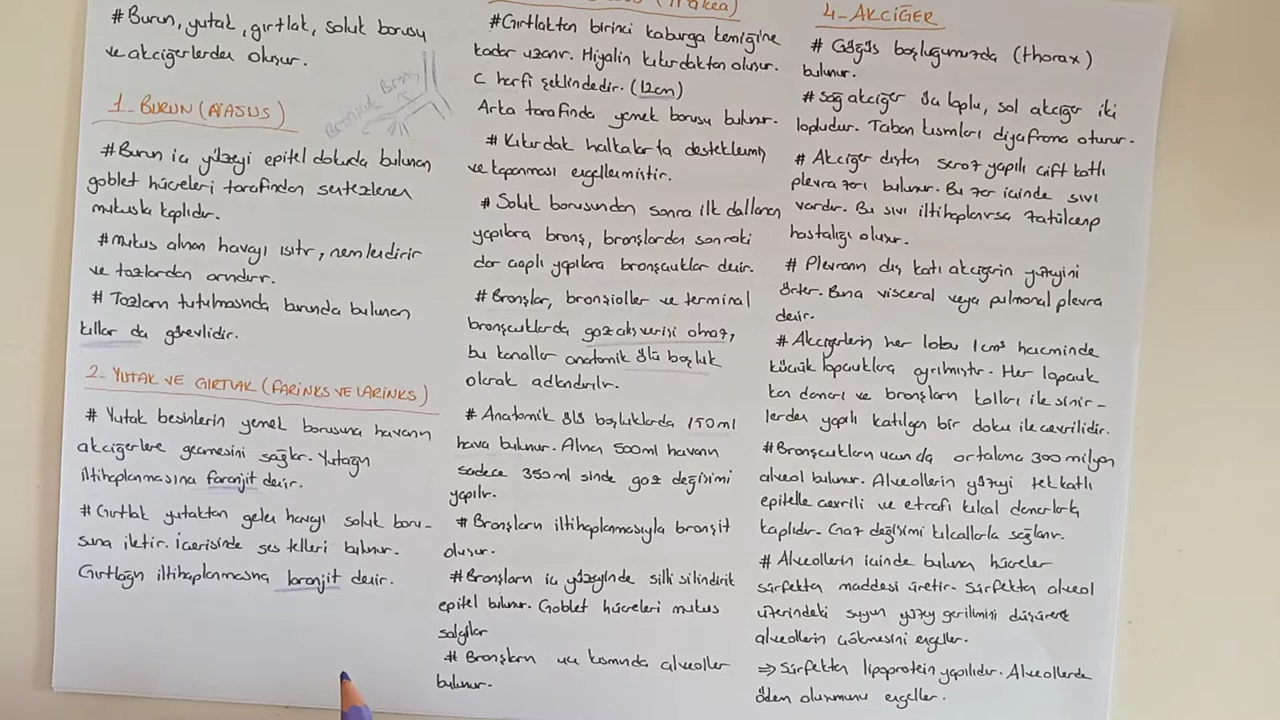 # Burun, yutak, gırtlak, soluk borusu
ve akciğerlerden oluşur.
1- BURUN (NASUS)
# Burun iç yüzeyi epitel dokuda bulunan
goblet hücreleri tarafından sentezlenen
mukusla kaplıdır.
# Mukus alınan havayı ısıtır, nemlendirir
ve tozlardan arındırır.
# Tozların tutulmasında burunda bulunan
kıllar da görevlidir.
2- YUTAK VE GIRTLAK (FARİNKS VE LARİNKS)
# Yutak besinlerin yemek borusuna havanın
akciğerlere geçmesini sağlar. Yutağın
iltihaplanmasına faranjit denir.
# Gırtlak yutaktan gelen havayı soluk boru-
suna iletir. İçerisinde ses telleri bulunur.
Gırtlağın iltihaplanmasına laranjit denir.
Bronşçuk Bronş
(Trakea)
# Gırtlaktan birinci kaburga kemiğine
kadar uzanır. Hiyalin kıkırdaktan oluşur.
C harfi şeklindedir. (12cm)
Arka tarafında yemek borusu bulunur.
# Kıkırdak halkalarla desteklenmiş
ve kapanması engellenmiştir.
# Soluk borusundan sonra ilk dallanan
yapılara bronş, bronşlardan sonraki
dar çaplı yapılara bronşçuklar denir.
# Bronşlar, bronşioller ve terminal
bronşcuklarda gaz alışverişi olmaz,
bu kanallar anatomik ölü boşluk
olarak adlandırılır.
# Anatomik ölü boşluklarda 150ml
hava bulunur. Alınan 500ml havanın
sadece 350ml sinde gaz değişimi
yapılır.
# Bronşların iltihaplanmasıyla bronşit
oluşur.
# Bronşların iç yüzeyinde silli silindirik
epitel bulunur. Goblet hücreleri mukus
salgılar
# Bronşların uç kısmında alveoller
bulunur.
4- AKCİĞER
# Göğüs boşluğumuzda (thorax)
bulunur.
# Sağ akciğer üç loplu, sol akciğer iki
lopludur. Taban kısımları diyaframa oturur.
# Akciğer dıştan seroz yapılı çift katlı
plevra zarı bulunur. Bu zar içinde sıvı
vardır. Bu sıvı iltihaplanırsa zatülcenp
hastalığı oluşur.
# Plevranın dış katı akciğerin yüzeyini
örter. Buna visceral veya pulmonal plevra
denir.
# Akciğerlerin her lobu 1cm³ hacminde
küçük lopçuklara ayrılmıştır. Her lopçuk
kan damarı ve bronşların kolları ile sinir-
lerden yapılı katılgan bir doku ile çevrilidir.
# Bronşcukların ucunda ortalama 300 milyon
alveol bulunur. Alveollerin yüzeyi tek katlı
epitelle çevrili ve etrafı kılcal damarlarla
kaplıdır. Gaz değişimi kılcallarla sağlanır.
# Alveollerin içinde bulunan hücreler
sürfektan maddesi üretir. Sürfektan alveol
üzerindeki suyun yüzey gerilimini düşürerek
alveollerin çökmesini engeller.
⇒ Sürfektan lipoprotein yapılıdır. Alveollerde
ödem oluşumunu engeller.